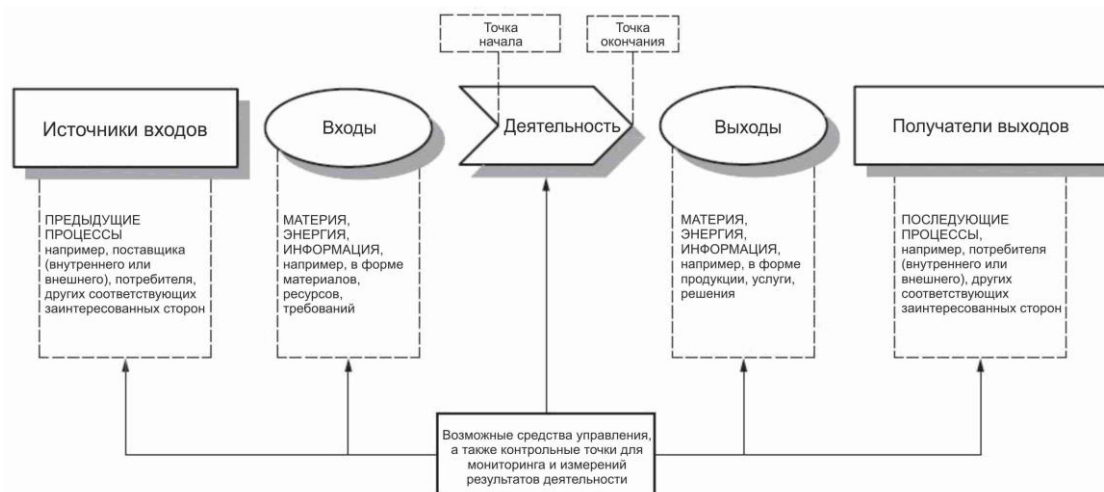 Точка
начала
Точка
окончания
Источники входов
Входы
Деятельность
Выходы
Получатели выходов
ПРЕДЫДУЩИЕ
ПРОЦЕССЫ
например, поставщика
(внутреннего или
внешнего), потребителя,
других соответствующих
заинтересованных сторон
МАТЕРИЯ,
ЭНЕРГИЯ,
ИНФОРМАЦИЯ,
например, в форме
материалов,
ресурсов,
требований
МАТЕРИЯ,
ЭНЕРГИЯ,
ИНФОРМАЦИЯ,
например, в форме
продукции, услуги,
решения
ПОСЛЕДУЮЩИЕ
ПРОЦЕССЫ,
например, потребителя
(внутреннего или
внешнего), других
соответствующих
заинтересованных сторон
Возможные средства управления,
а также контрольные точки для
мониторинга и измерений
результатов деятельности